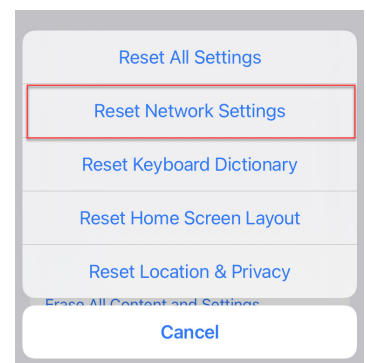 Reset All Settings
Reset Network Settings
Reset Keyboard Dictionary
Reset Home Screen Layout
Reset Location & Privacy
Erase All Content and Settings
Cancel